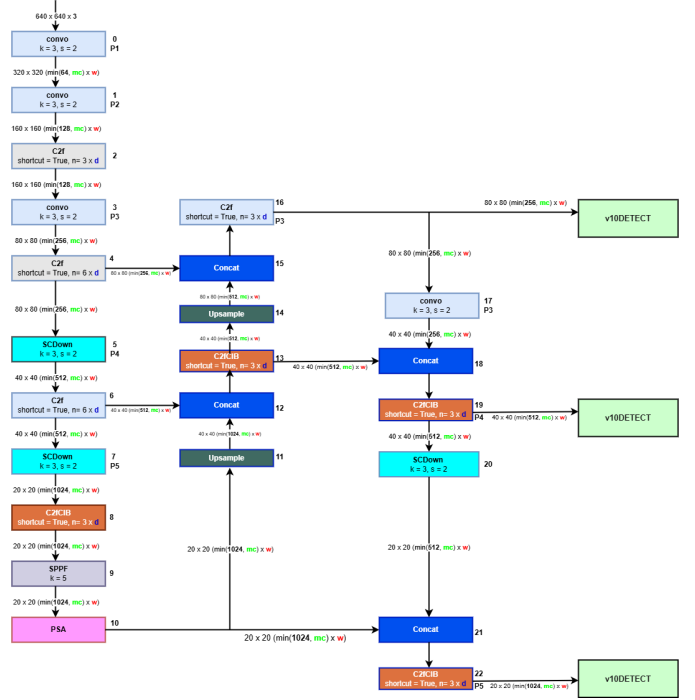 640 x 640 x 3
convo
k = 3, s = 2
0
P1
320 x 320 (min(64, mc) x w)
convo
k = 3, s = 2
1
P2
160 x 160 (min(128, mc) x w)
C2f
shortcut = True, n= 3 x d
2
160 x 160 (min(128, mc) x w)
convo
k = 3, s = 2
3
P3
80 x 80 (min(256, mc) x w)
C2f
shortcut = True, n= 6 x d
4
80 x 80 (min(256, mc) x w)
80 x 80 (min(256, mc) x w)
SCDown
k = 3, s = 2
5
P4
40 x 40 (min(512, mc) x w)
C2f
shortcut = True, n= 6 x d
6
40 x 40 (min(512, mc) x w)
40 x 40 (min(512, mc) x w)
SCDown
k = 3, s = 2
7
P5
20 x 20 (min(1024, mc) x w)
C2fCIB
shortcut = True, n= 3 x d
8
20 x 20 (min(1024, mc) x w)
SPPF
k = 5
9
20 x 20 (min(1024, mc) x w)
PSA
10
20 x 20 (min(1024, mc) x w)
20 x 20 (min(1024, mc) x w)
Upsample
11
40 x 40 (min(1024, mc) x w)
Concat
12
C2fCIB
shortcut = True, n= 3 x d
13
40 x 40 (min(512, mc) x w)
40 x 40 (min(512, mc) x w)
Upsample
14
80 x 80 (min(512, mc) x w)
Concat
15
C2f
shortcut = True, n= 3 x d
16
P3
80 x 80 (min(256, mc) x w)
v10DETECT
80 x 80 (min(256, mc) x w)
convo
k = 3, s = 2
17
P3
40 x 40 (min(256, mc) x w)
Concat
18
C2fCIB
shortcut = True, n= 3 x d
19
P4
40 x 40 (min(512, mc) x w)
v10DETECT
40 x 40 (min(512, mc) x w)
SCDown
k = 3, s = 2
20
20 x 20 (min(512, mc) x w)
Concat
21
C2fCIB
shortcut = True, n= 3 x d
22
P5
20 x 20 (min(1024, mc) x w)
v10DETECT